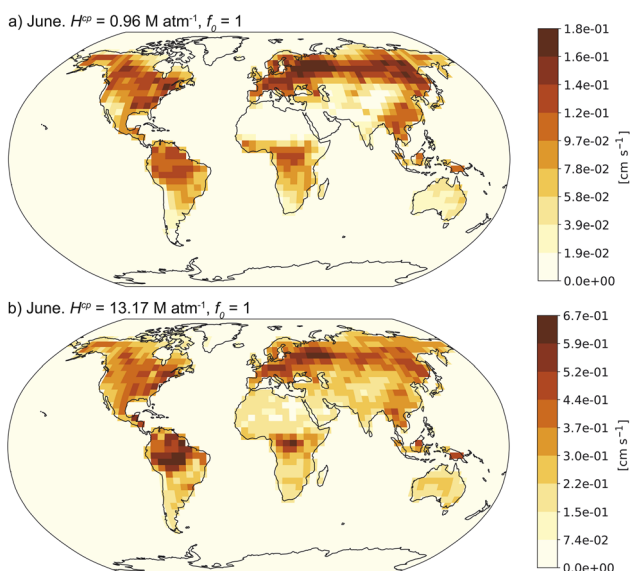 a) June. Hᶜᵖ = 0.96 M atm⁻¹, f₀ = 1
1.8e-01
1.6e-01
1.4e-01
1.2e-01
9.7e-02
7.8e-02
5.8e-02
3.9e-02
1.9e-02
0.0e+00
[cm s⁻¹]
b) June. Hᶜᵖ = 13.17 M atm⁻¹, f₀ = 1
6.7e-01
5.9e-01
5.2e-01
4.4e-01
3.7e-01
3.0e-01
2.2e-01
1.5e-01
7.4e-02
0.0e+00
[cm s⁻¹]